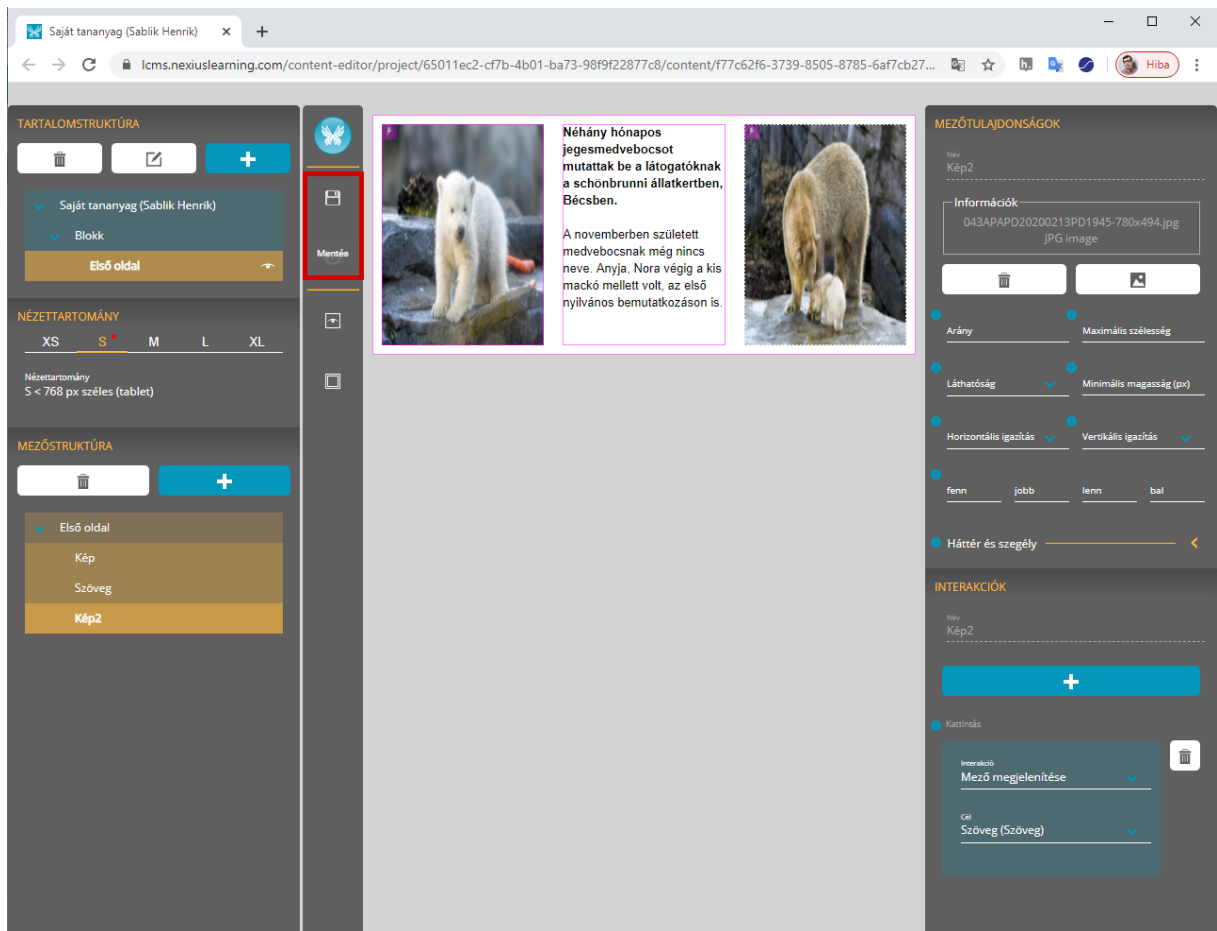 Saját tananyag (Sablik Henrik)
lcms.nexiuslearning.com/content-editor/project/65011ec2-cf7b-4b01-ba73-98f9f22877c8/content/f77c62f6-3739-8505-8785-6af7cb27...
Hiba
TARTALOMSTRUKTÚRA
Saját tananyag (Sablik Henrik)
Blokk
Első oldal
NÉZETTARTOMÁNY
XS S M L XL
Nézettartomány
S < 768 px széles (tablet)
MEZŐSTRUKTÚRA
Első oldal
Kép
Szöveg
Kép2
Mentés
Néhány hónapos
jegesmedvebocsot
mutattak be a látogatóknak
a schönbrunni állatkertben,
Bécsben.
A novemberben született
medvebocsnak még nincs
neve. Anyja, Nora végig a kis
mackó mellett volt, az első
nyilvános bemutatkozáson is.
MEZŐTULAJDONSÁGOK
Név
Kép2
Információk
043APAPD20200213PD1945-780x494.jpg
JPG image
Arány Maximális szélesség
Láthatóság Minimális magasság (px)
Horizontális igazítás Vertikális igazítás
fenn jobb lenn bal
Háttér és szegély
INTERAKCIÓK
Név
Kép2
Kattintás
Interakció
Mező megjelenítése
Cél
Szöveg (Szöveg)